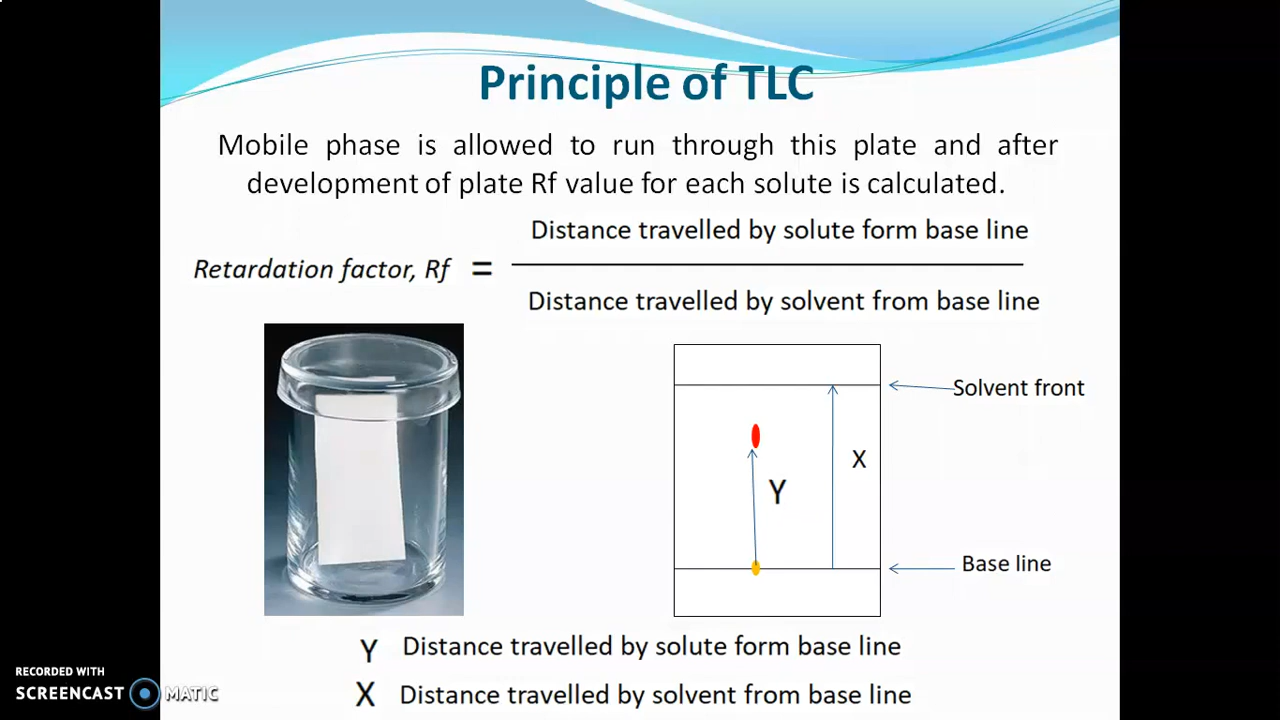 Principle of TLC
Mobile phase is allowed to run through this plate and after
development of plate Rf value for each solute is calculated.
Distance travelled by solute form base line
Retardation factor, Rf =
Distance travelled by solvent from base line
Solvent front
X
Y
Base line
Y Distance travelled by solute form base line
X Distance travelled by solvent from base line
RECORDED WITH
SCREENCAST MATIC